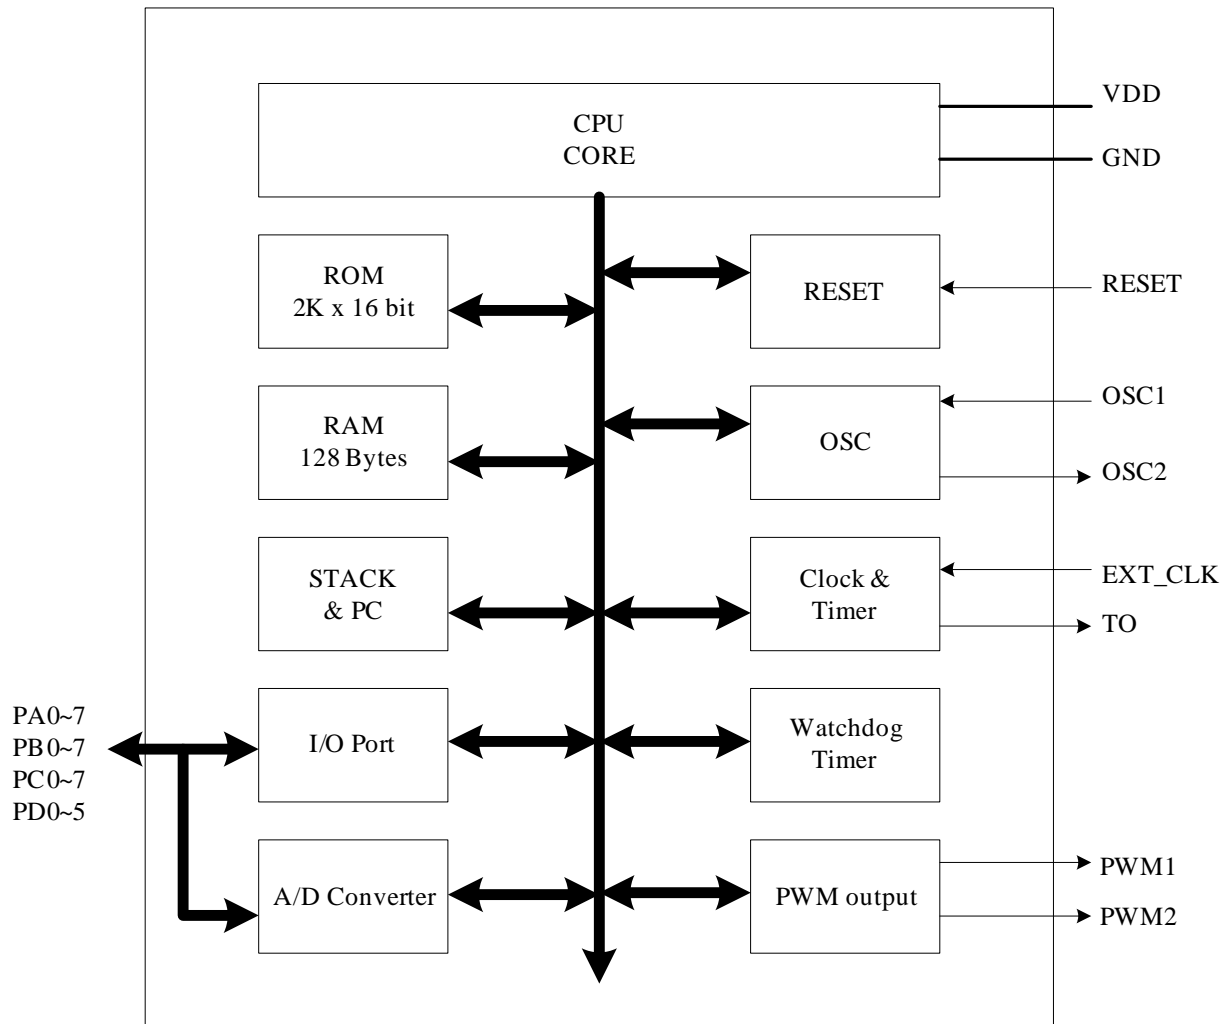 CPU
CORE
VDD
GND
ROM
2K x 16 bit
RESET
RESET
RAM
128 Bytes
OSC
OSC1
OSC2
STACK
& PC
Clock &
Timer
EXT_CLK
TO
PA0~7
PB0~7
PC0~7
PD0~5
I/O Port
Watchdog
Timer
A/D Converter
PWM output
PWM1
PWM2